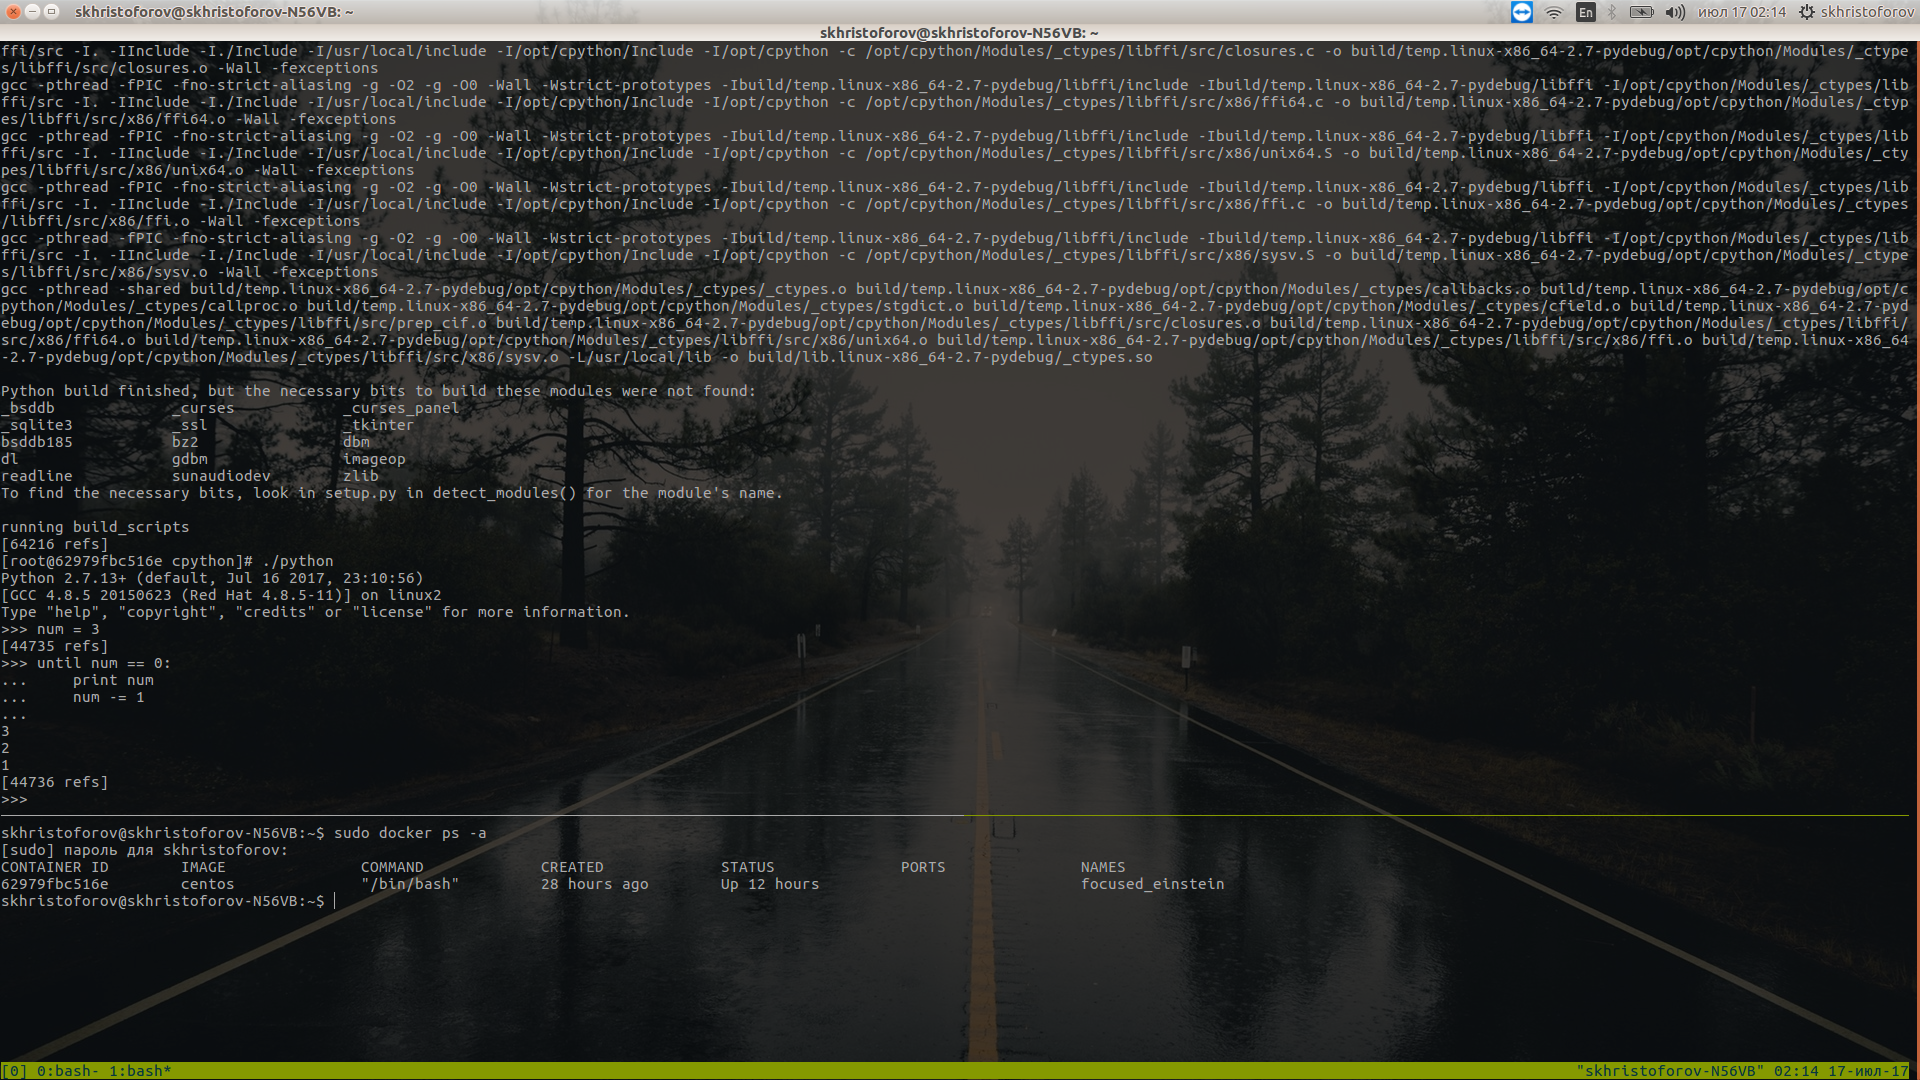 skhristoforov@skhristoforov-N56VB: ~
En
июл 17 02:14
skhristoforov
skhristoforov@skhristoforov-N56VB: ~
ffi/src -I. -IInclude -I./Include -I/usr/local/include -I/opt/cpython/Include -I/opt/cpython -c /opt/cpython/Modules/_ctypes/libffi/src/closures.c -o build/temp.linux-x86_64-2.7-pydebug/opt/cpython/Modules/_ctype
s/libffi/src/closures.o -Wall -fexceptions
gcc -pthread -fPIC -fno-strict-aliasing -g -O2 -g -O0 -Wall -Wstrict-prototypes -Ibuild/temp.linux-x86_64-2.7-pydebug/libffi/include -Ibuild/temp.linux-x86_64-2.7-pydebug/libffi -I/opt/cpython/Modules/_ctypes/lib
ffi/src -I. -IInclude -I./Include -I/usr/local/include -I/opt/cpython/Include -I/opt/cpython -c /opt/cpython/Modules/_ctypes/libffi/src/x86/ffi64.c -o build/temp.linux-x86_64-2.7-pydebug/opt/cpython/Modules/_ctyp
es/libffi/src/x86/ffi64.o -Wall -fexceptions
gcc -pthread -fPIC -fno-strict-aliasing -g -O2 -g -O0 -Wall -Wstrict-prototypes -Ibuild/temp.linux-x86_64-2.7-pydebug/libffi/include -Ibuild/temp.linux-x86_64-2.7-pydebug/libffi -I/opt/cpython/Modules/_ctypes/lib
ffi/src -I. -IInclude -I./Include -I/usr/local/include -I/opt/cpython/Include -I/opt/cpython -c /opt/cpython/Modules/_ctypes/libffi/src/x86/unix64.S -o build/temp.linux-x86_64-2.7-pydebug/opt/cpython/Modules/_cty
pes/libffi/src/x86/unix64.o -Wall -fexceptions
gcc -pthread -fPIC -fno-strict-aliasing -g -O2 -g -O0 -Wall -Wstrict-prototypes -Ibuild/temp.linux-x86_64-2.7-pydebug/libffi/include -Ibuild/temp.linux-x86_64-2.7-pydebug/libffi -I/opt/cpython/Modules/_ctypes/lib
ffi/src -I. -IInclude -I./Include -I/usr/local/include -I/opt/cpython/Include -I/opt/cpython -c /opt/cpython/Modules/_ctypes/libffi/src/x86/ffi.c -o build/temp.linux-x86_64-2.7-pydebug/opt/cpython/Modules/_ctypes
/libffi/src/x86/ffi.o -Wall -fexceptions
gcc -pthread -fPIC -fno-strict-aliasing -g -O2 -g -O0 -Wall -Wstrict-prototypes -Ibuild/temp.linux-x86_64-2.7-pydebug/libffi/include -Ibuild/temp.linux-x86_64-2.7-pydebug/libffi -I/opt/cpython/Modules/_ctypes/lib
ffi/src -I. -IInclude -I./Include -I/usr/local/include -I/opt/cpython/Include -I/opt/cpython -c /opt/cpython/Modules/_ctypes/libffi/src/x86/sysv.S -o build/temp.linux-x86_64-2.7-pydebug/opt/cpython/Modules/_ctype
s/libffi/src/x86/sysv.o -Wall -fexceptions
gcc -pthread -shared build/temp.linux-x86_64-2.7-pydebug/opt/cpython/Modules/_ctypes/_ctypes.o build/temp.linux-x86_64-2.7-pydebug/opt/cpython/Modules/_ctypes/callbacks.o build/temp.linux-x86_64-2.7-pydebug/opt/c
python/Modules/_ctypes/callproc.o build/temp.linux-x86_64-2.7-pydebug/opt/cpython/Modules/_ctypes/stgdict.o build/temp.linux-x86_64-2.7-pydebug/opt/cpython/Modules/_ctypes/cfield.o build/temp.linux-x86_64-2.7-pyd
ebug/opt/cpython/Modules/_ctypes/libffi/src/prep_cif.o build/temp.linux-x86_64-2.7-pydebug/opt/cpython/Modules/_ctypes/libffi/src/closures.o build/temp.linux-x86_64-2.7-pydebug/opt/cpython/Modules/_ctypes/libffi/
src/x86/ffi64.o build/temp.linux-x86_64-2.7-pydebug/opt/cpython/Modules/_ctypes/libffi/src/x86/unix64.o build/temp.linux-x86_64-2.7-pydebug/opt/cpython/Modules/_ctypes/libffi/src/x86/ffi.o build/temp.linux-x86_64
-2.7-pydebug/opt/cpython/Modules/_ctypes/libffi/src/x86/sysv.o -L/usr/local/lib -o build/lib.linux-x86_64-2.7-pydebug/_ctypes.so
Python build finished, but the necessary bits to build these modules were not found:
_bsddb _curses _curses_panel
_sqlite3 _ssl _tkinter
bsddb185 bz2 dbm
dl gdbm imageop
readline sunaudiodev zlib
To find the necessary bits, look in setup.py in detect_modules() for the module's name.
running build_scripts
[64216 refs]
[root@62979fbc516e cpython]# ./python
Python 2.7.13+ (default, Jul 16 2017, 23:10:56)
[GCC 4.8.5 20150623 (Red Hat 4.8.5-11)] on linux2
Type "help", "copyright", "credits" or "license" for more information.
>>> num = 3
[44735 refs]
>>> until num == 0:
...     print num
...     num -= 1
...
3
2
1
[44736 refs]
>>>
skhristoforov@skhristoforov-N56VB:~$ sudo docker ps -a
[sudo] пароль для skhristoforov:
CONTAINER ID IMAGE COMMAND CREATED STATUS PORTS NAMES
62979fbc516e centos "/bin/bash" 28 hours ago Up 12 hours focused_einstein
skhristoforov@skhristoforov-N56VB:~$
[0] 0:bash- 1:bash* "skhristoforov-N56VB" 02:14 17-июл-17